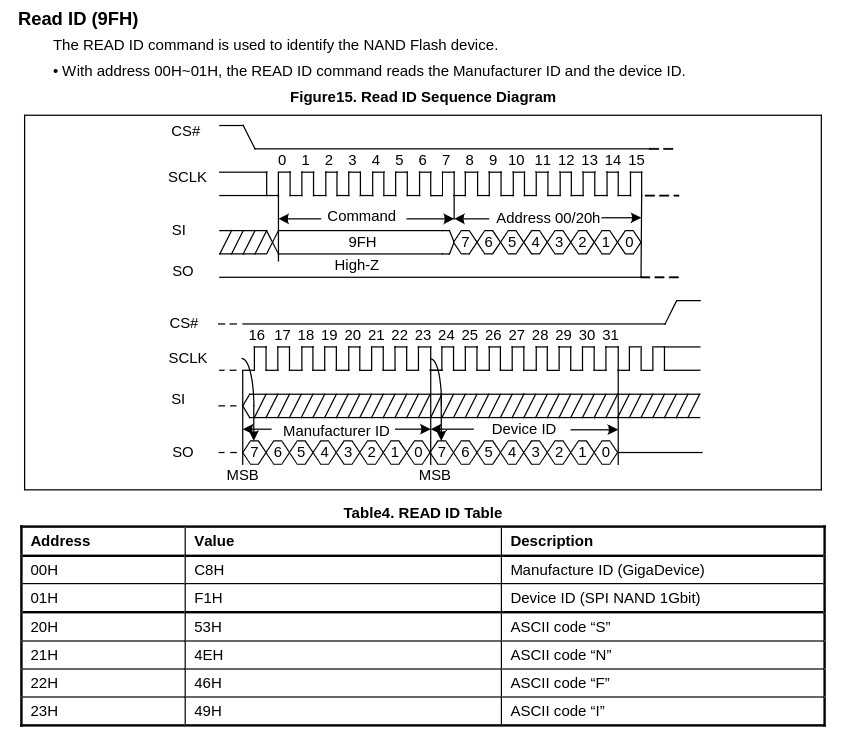 Read ID (9FH)
The READ ID command is used to identify the NAND Flash device.
• With address 00H~01H, the READ ID command reads the Manufacturer ID and the device ID.
Figure15. Read ID Sequence Diagram
CS#
0 1 2 3 4 5 6 7 8 9 10 11 12 13 14 15
SCLK
Command Address 00/20h
SI 9FH 7 6 5 4 3 2 1 0
High-Z
SO
CS#
16 17 18 19 20 21 22 23 24 25 26 27 28 29 30 31
SCLK
SI
Manufacturer ID Device ID
SO 7 6 5 4 3 2 1 0 7 6 5 4 3 2 1 0
MSB MSB
Table4. READ ID Table
Address Value Description
00H C8H Manufacture ID (GigaDevice)
01H F1H Device ID (SPI NAND 1Gbit)
20H 53H ASCII code “S”
21H 4EH ASCII code “N”
22H 46H ASCII code “F”
23H 49H ASCII code “I”